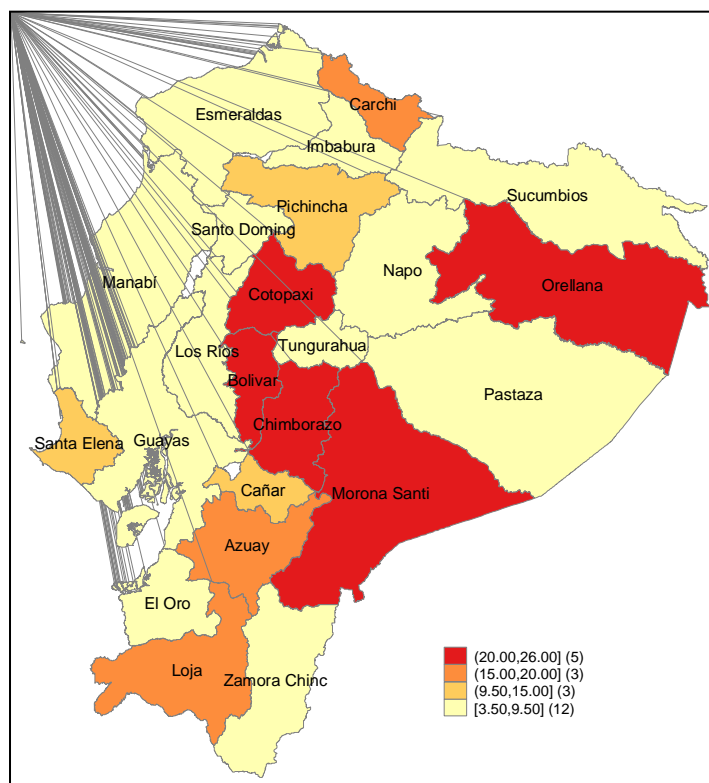 Carchi
Esmeraldas
Imbabura
Sucumbios
Pichincha
Santo Doming
Napo
Manabí
Cotopaxi
Orellana
Tungurahua
Los Ríos
Bolivar
Pastaza
Chimborazo
Santa Elena
Guayas
Cañar
Morona Santi
Azuay
El Oro
Loja
Zamora Chinc
(20.00,26.00] (5)
(15.00,20.00] (3)
(9.50,15.00] (3)
[3.50,9.50] (12)